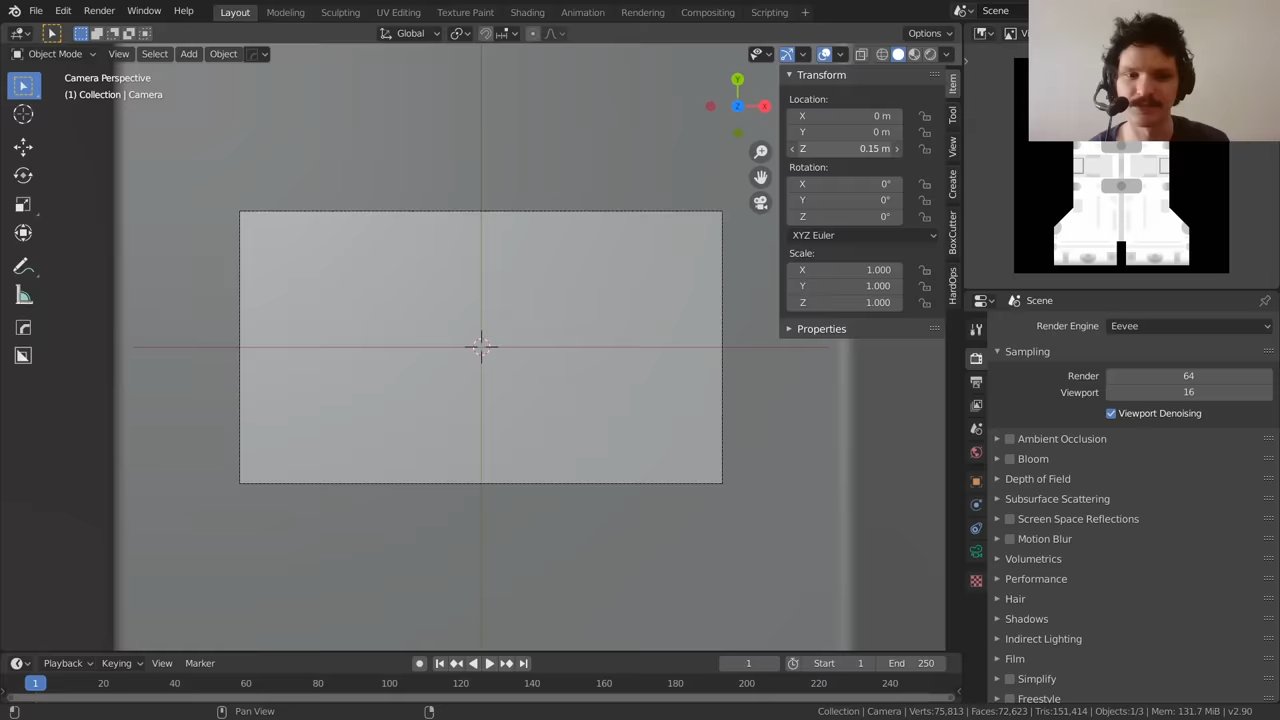 File Edit Render Window Help Layout Modeling Sculpting UV Editing Texture Paint Shading Animation Rendering Compositing Scripting + Scene
Global Options
Object Mode View Select Add Object
Camera Perspective
(1) Collection | Camera
Y
Z
X
Transform
Location:
X 0 m
Y 0 m
Z 0.15 m
Rotation:
X 0°
Y 0°
Z 0°
XYZ Euler
Scale:
X 1.000
Y 1.000
Z 1.000
Properties
Item
Tool
View
Create
BoxCutter
HardOps
Scene
Render Engine Eevee
Sampling
Render 64
Viewport 16
Viewport Denoising
Ambient Occlusion
Bloom
Depth of Field
Subsurface Scattering
Screen Space Reflections
Motion Blur
Volumetrics
Performance
Hair
Shadows
Indirect Lighting
Film
Simplify
Freestyle
Playback Keying View Marker 1 Start 1 End 250
1 20 40 60 80 100 120 140 160 180 200 220 240
Pan View
Collection | Camera | Verts:75,813 | Faces:72,623 | Tris:151,414 | Objects:1/3 | Mem: 131.7 MiB | v2.90